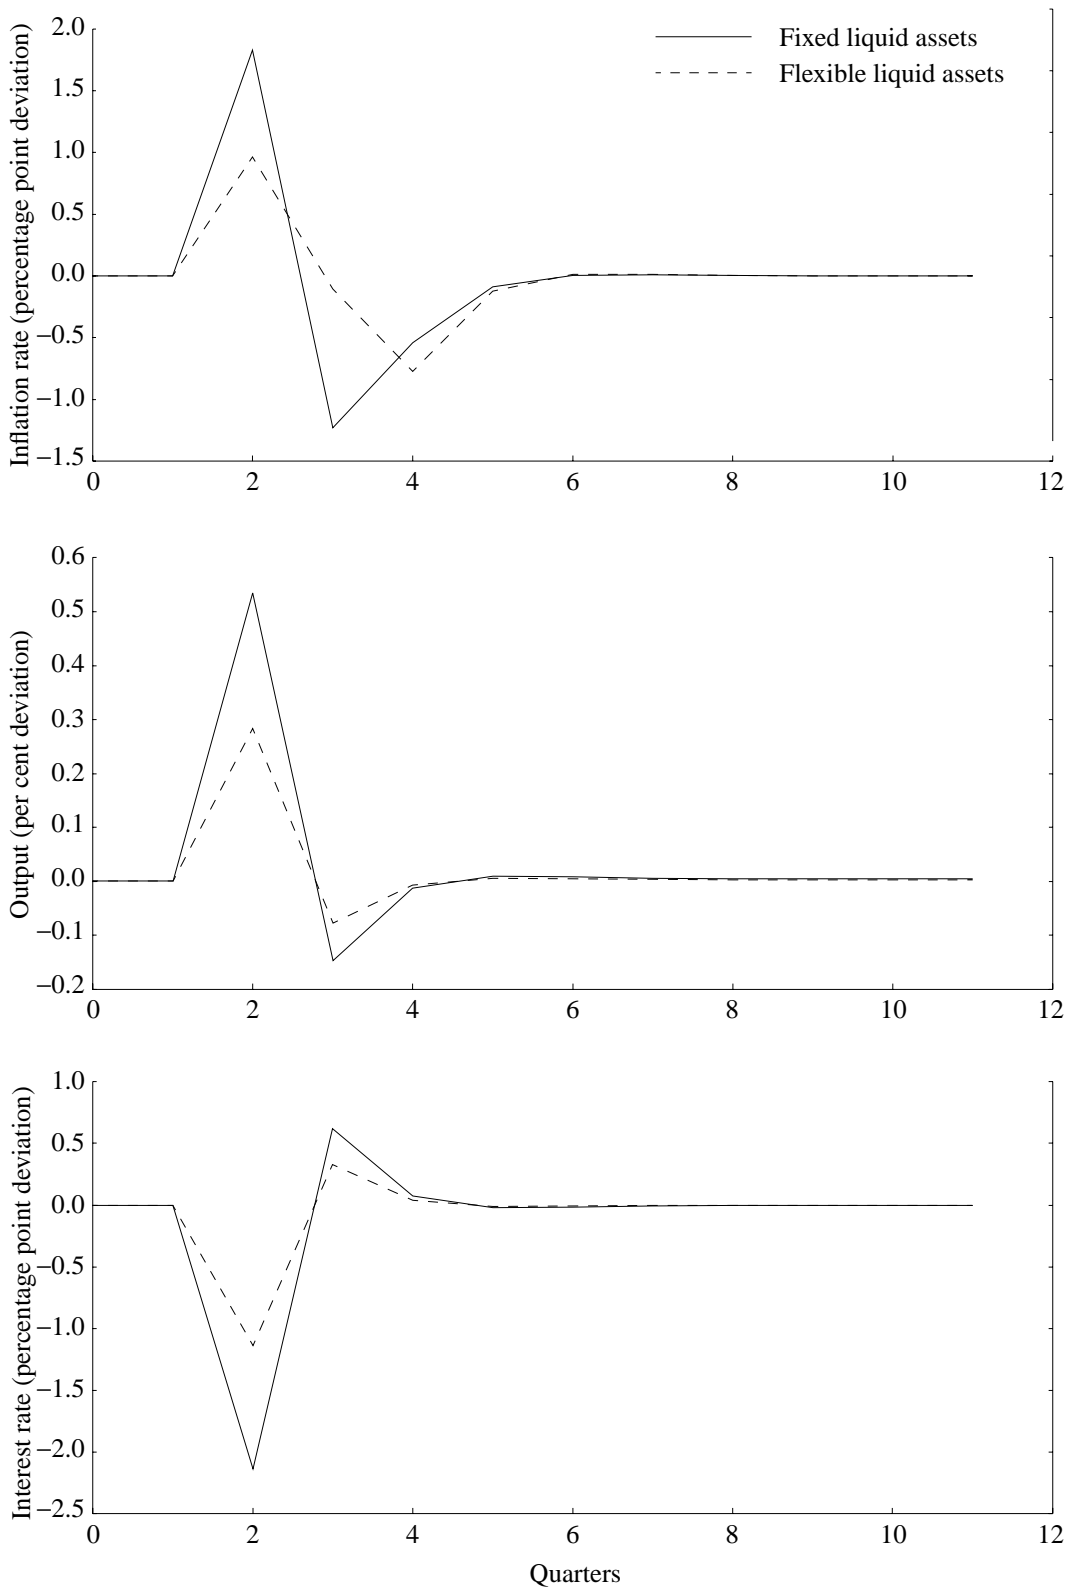 Fixed liquid assets
Flexible liquid assets
Inflation rate (percentage point deviation)
2.0
1.5
1.0
0.5
0.0
−0.5
−1.0
−1.5
0 2 4 6 8 10 12
Output (per cent deviation)
0.6
0.5
0.4
0.3
0.2
0.1
0.0
−0.1
−0.2
0 2 4 6 8 10 12
Interest rate (percentage point deviation)
1.0
0.5
0.0
−0.5
−1.0
−1.5
−2.0
−2.5
0 2 4 6 8 10 12
Quarters